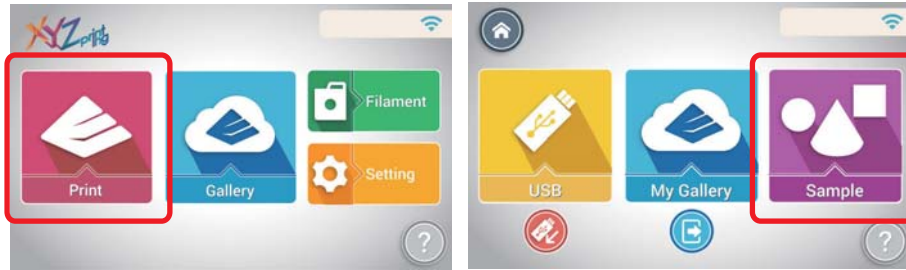 XYZprinting
Filament
Print
Gallery
Setting
?
USB
My Gallery
Sample
?